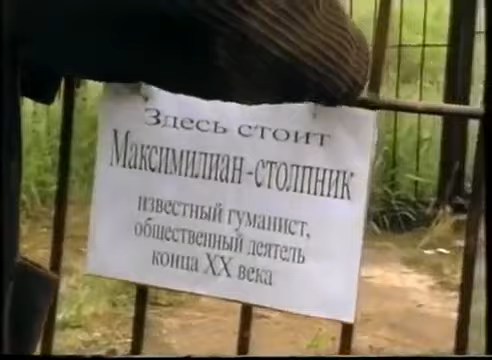 Здесь стоит
Максимилиан-столпник
известный гуманист,
общественный деятель
конца XX века